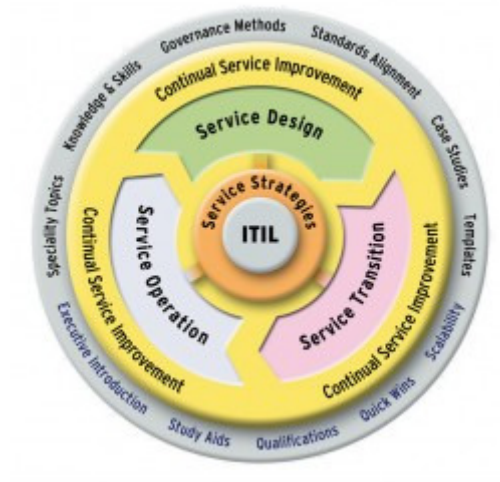 Governance Methods
Standards Alignment
Case Studies
Templates
Scalability
Quick Wins
Qualifications
Study Aids
Executive Introduction
Speciality Topics
Knowledge & Skills
Continual Service Improvement
Continual Service Improvement
Continual Service Improvement
Service Design
Service Transition
Service Operation
Service Strategies
ITIL